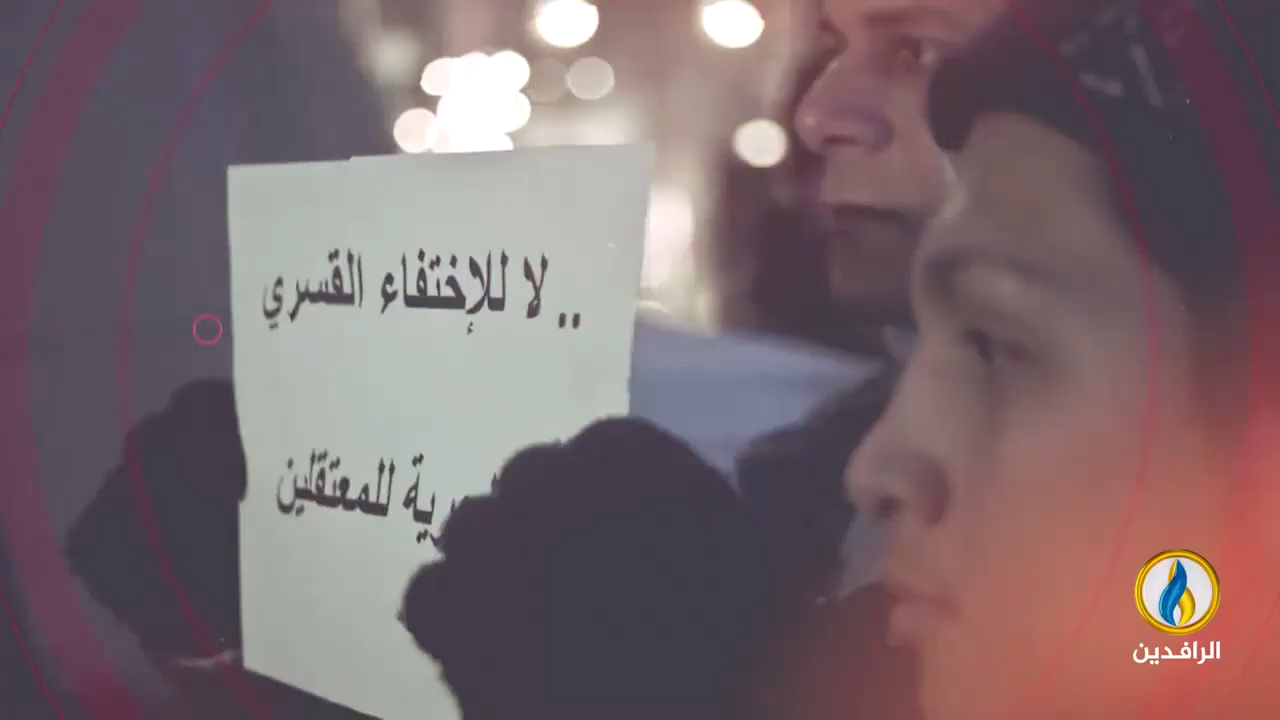 لا للإختفاء القسري ..
للمعتقلين
الرافدين